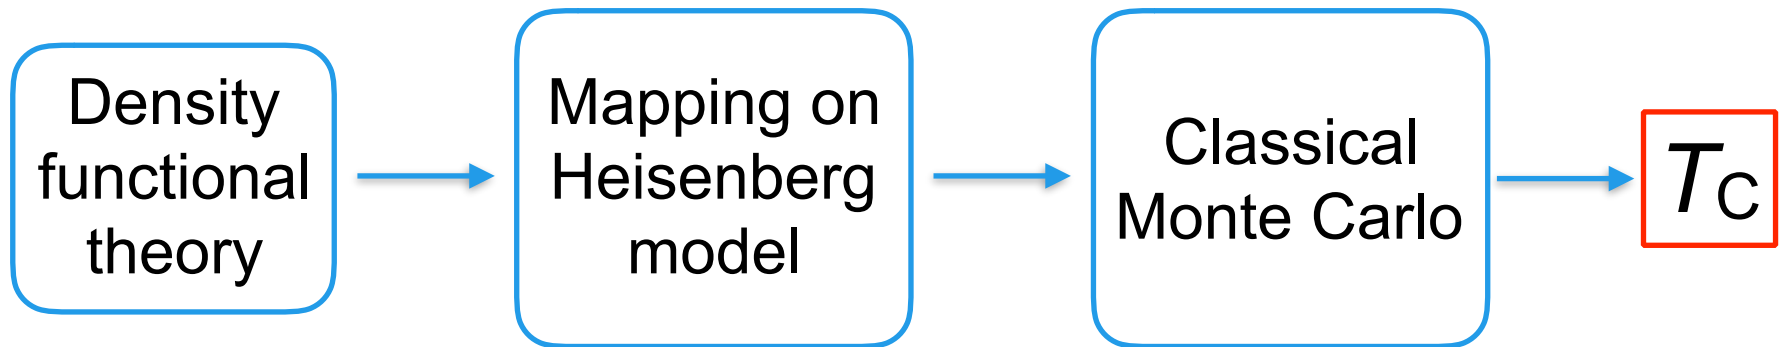 Density
functional
theory
Mapping on
Heisenberg
model
Classical
Monte Carlo
TC